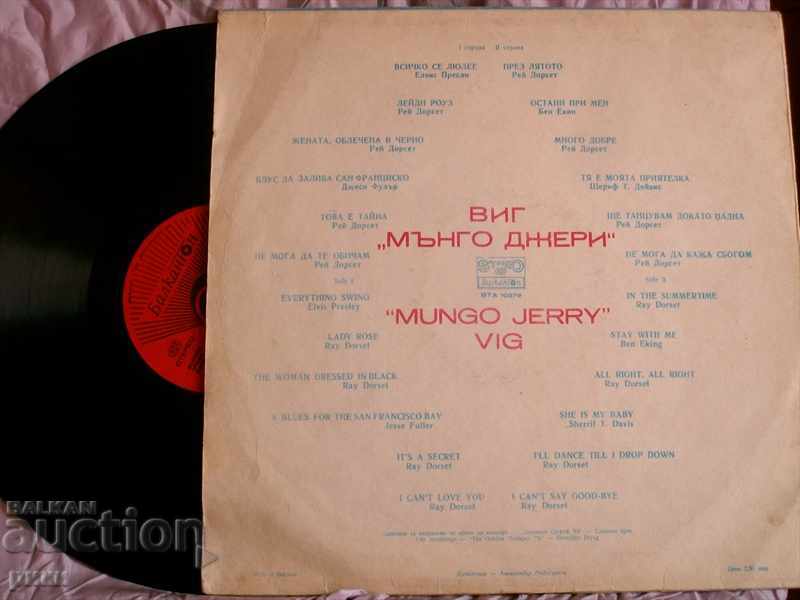 I страна II страна
ВСИЧКО СЕ ЛЮЛЕЕ
Елвис Пресли
ПРЕЗ ЛЯТОТО
Рей Дорсет
ЛЕЙДИ РОУЗ
Рей Дорсет
ОСТАНИ ПРИ МЕН
Бен Екинг
ЖЕНАТА, ОБЛЕЧЕНА В ЧЕРНО
Рей Дорсет
МНОГО ДОБРЕ
Рей Дорсет
БЛУС ЗА ЗАЛИВА САН ФРАНЦИСКО
Джеси Фулър
ТЯ Е МОЯТА ПРИЯТЕЛКА
Шериф Т. Дейвис
ТОВА Е ТАЙНА
Рей Дорсет
ЩЕ ТАНЦУВАМ ДОКАТО ПАДНА
Рей Дорсет
ВИГ
„МЪНГО ДЖЕРИ“
НЕ МОГА ДА ТЕ ОБИЧАМ
Рей Дорсет
НЕ МОГА ДА КАЖА СБОГОМ
Рей Дорсет
Side 1
Side 2
СТЕРЕО
Балкантон
EVERYTHING SWING
Elvis Presley
IN THE SUMMERTIME
Ray Dorset
"MUNGO JERRY"
VIG
LADY ROSE
Ray Dorset
STAY WITH ME
Ben Eking
THE WOMAN DRESSED IN BLACK
Ray Dorset
ALL RIGHT, ALL RIGHT
Ray Dorset
A BLUES FOR THE SAN FRANCISCO BAY
Jesse Fuller
SHE IS MY BABY
Sherrif T. Davis
IT'S A SECRET
Ray Dorset
I'LL DANCE TILL I DROP DOWN
Ray Dorset
I CAN'T LOVE YOU
Ray Dorset
I CAN'T SAY GOOD-BYE
Ray Dorset
Балкантон
BALKAN
auction